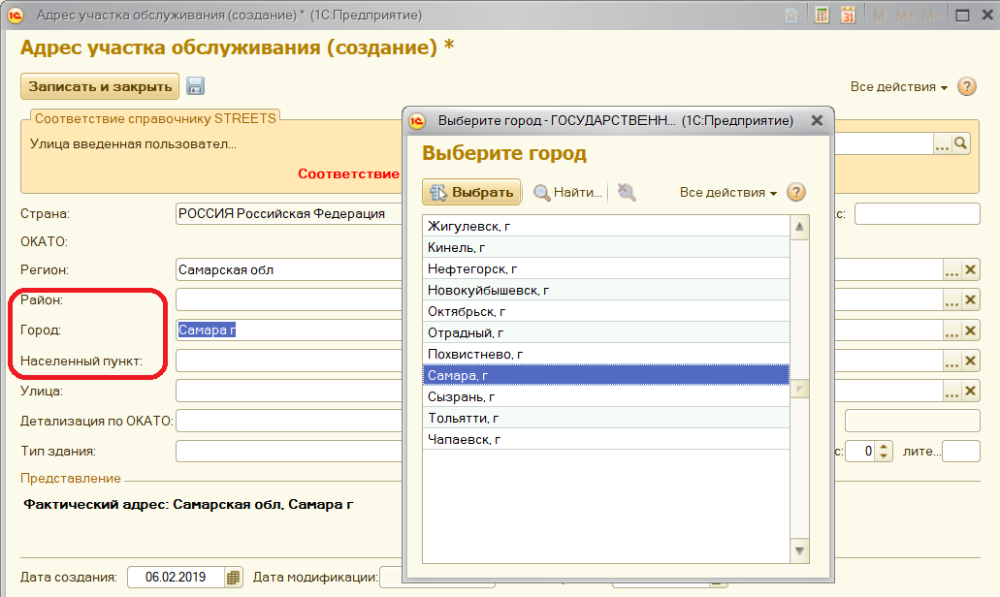 Адрес участка обслуживания (создание) * (1С:Предприятие)
31 M M+ M-
Адрес участка обслуживания (создание) *
Записать и закрыть
Все действия
?
Соответствие справочнику STREETS
Улица введенная пользовател...
...
Соответствие
Страна:
РОССИЯ Российская Федерация
с:
ОКАТО:
Регион:
Самарская обл
...
Район:
...
Город:
Самара г
...
Населенный пункт:
...
Улица:
...
Детализация по ОКАТО:
Тип здания:
с:
0
лите...
Представление
Фактический адрес: Самарская обл, Самара г
Дата создания:
06.02.2019
Дата модификации:
Выберите город - ГОСУДАРСТВЕНН... (1С:Предприятие)
Выберите город
Выбрать
Найти...
Все действия
?
Жигулевск, г
Кинель, г
Нефтегорск, г
Новокуйбышевск, г
Октябрьск, г
Отрадный, г
Похвистнево, г
Самара, г
Сызрань, г
Тольятти, г
Чапаевск, г